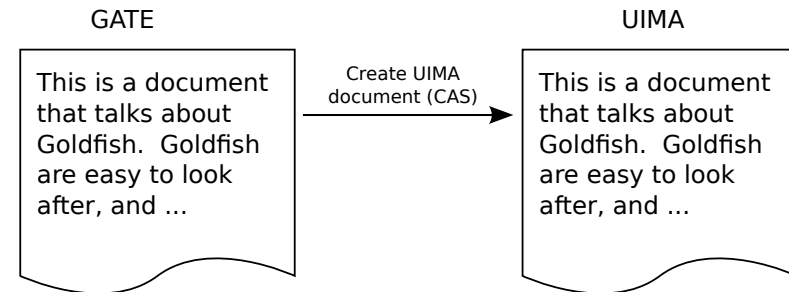 GATE
UIMA
This is a document
that talks about
Goldfish.  Goldfish
are easy to look
after, and ...
Create UIMA
document (CAS)
This is a document
that talks about
Goldfish.  Goldfish
are easy to look
after, and ...